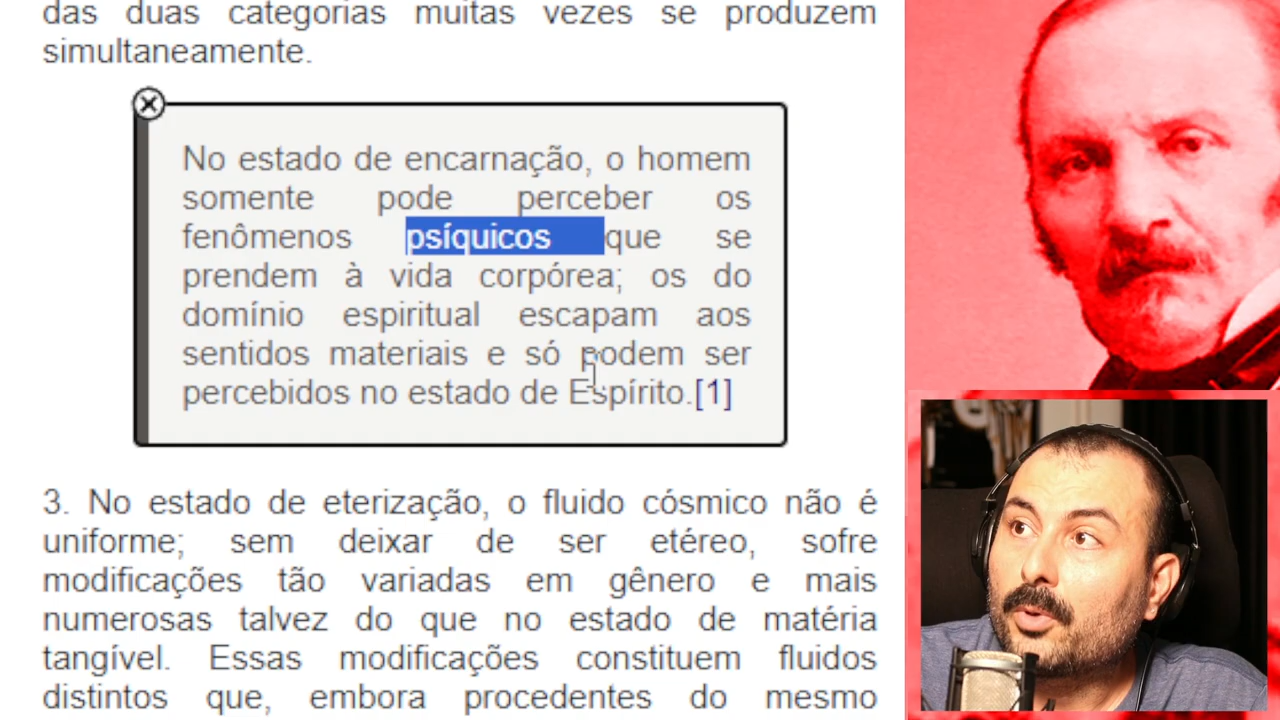 das duas categorias muitas vezes se produzem
simultaneamente.
No estado de encarnação, o homem
somente pode perceber os
fenômenos psíquicos que se
prendem à vida corpórea; os do
domínio espiritual escapam aos
sentidos materiais e só podem ser
percebidos no estado de Espírito.[1]
3. No estado de eterização, o fluido cósmico não é
uniforme; sem deixar de ser etéreo, sofre
modificações tão variadas em gênero e mais
numerosas talvez do que no estado de matéria
tangível. Essas modificações constituem fluidos
distintos que, embora procedentes do mesmo